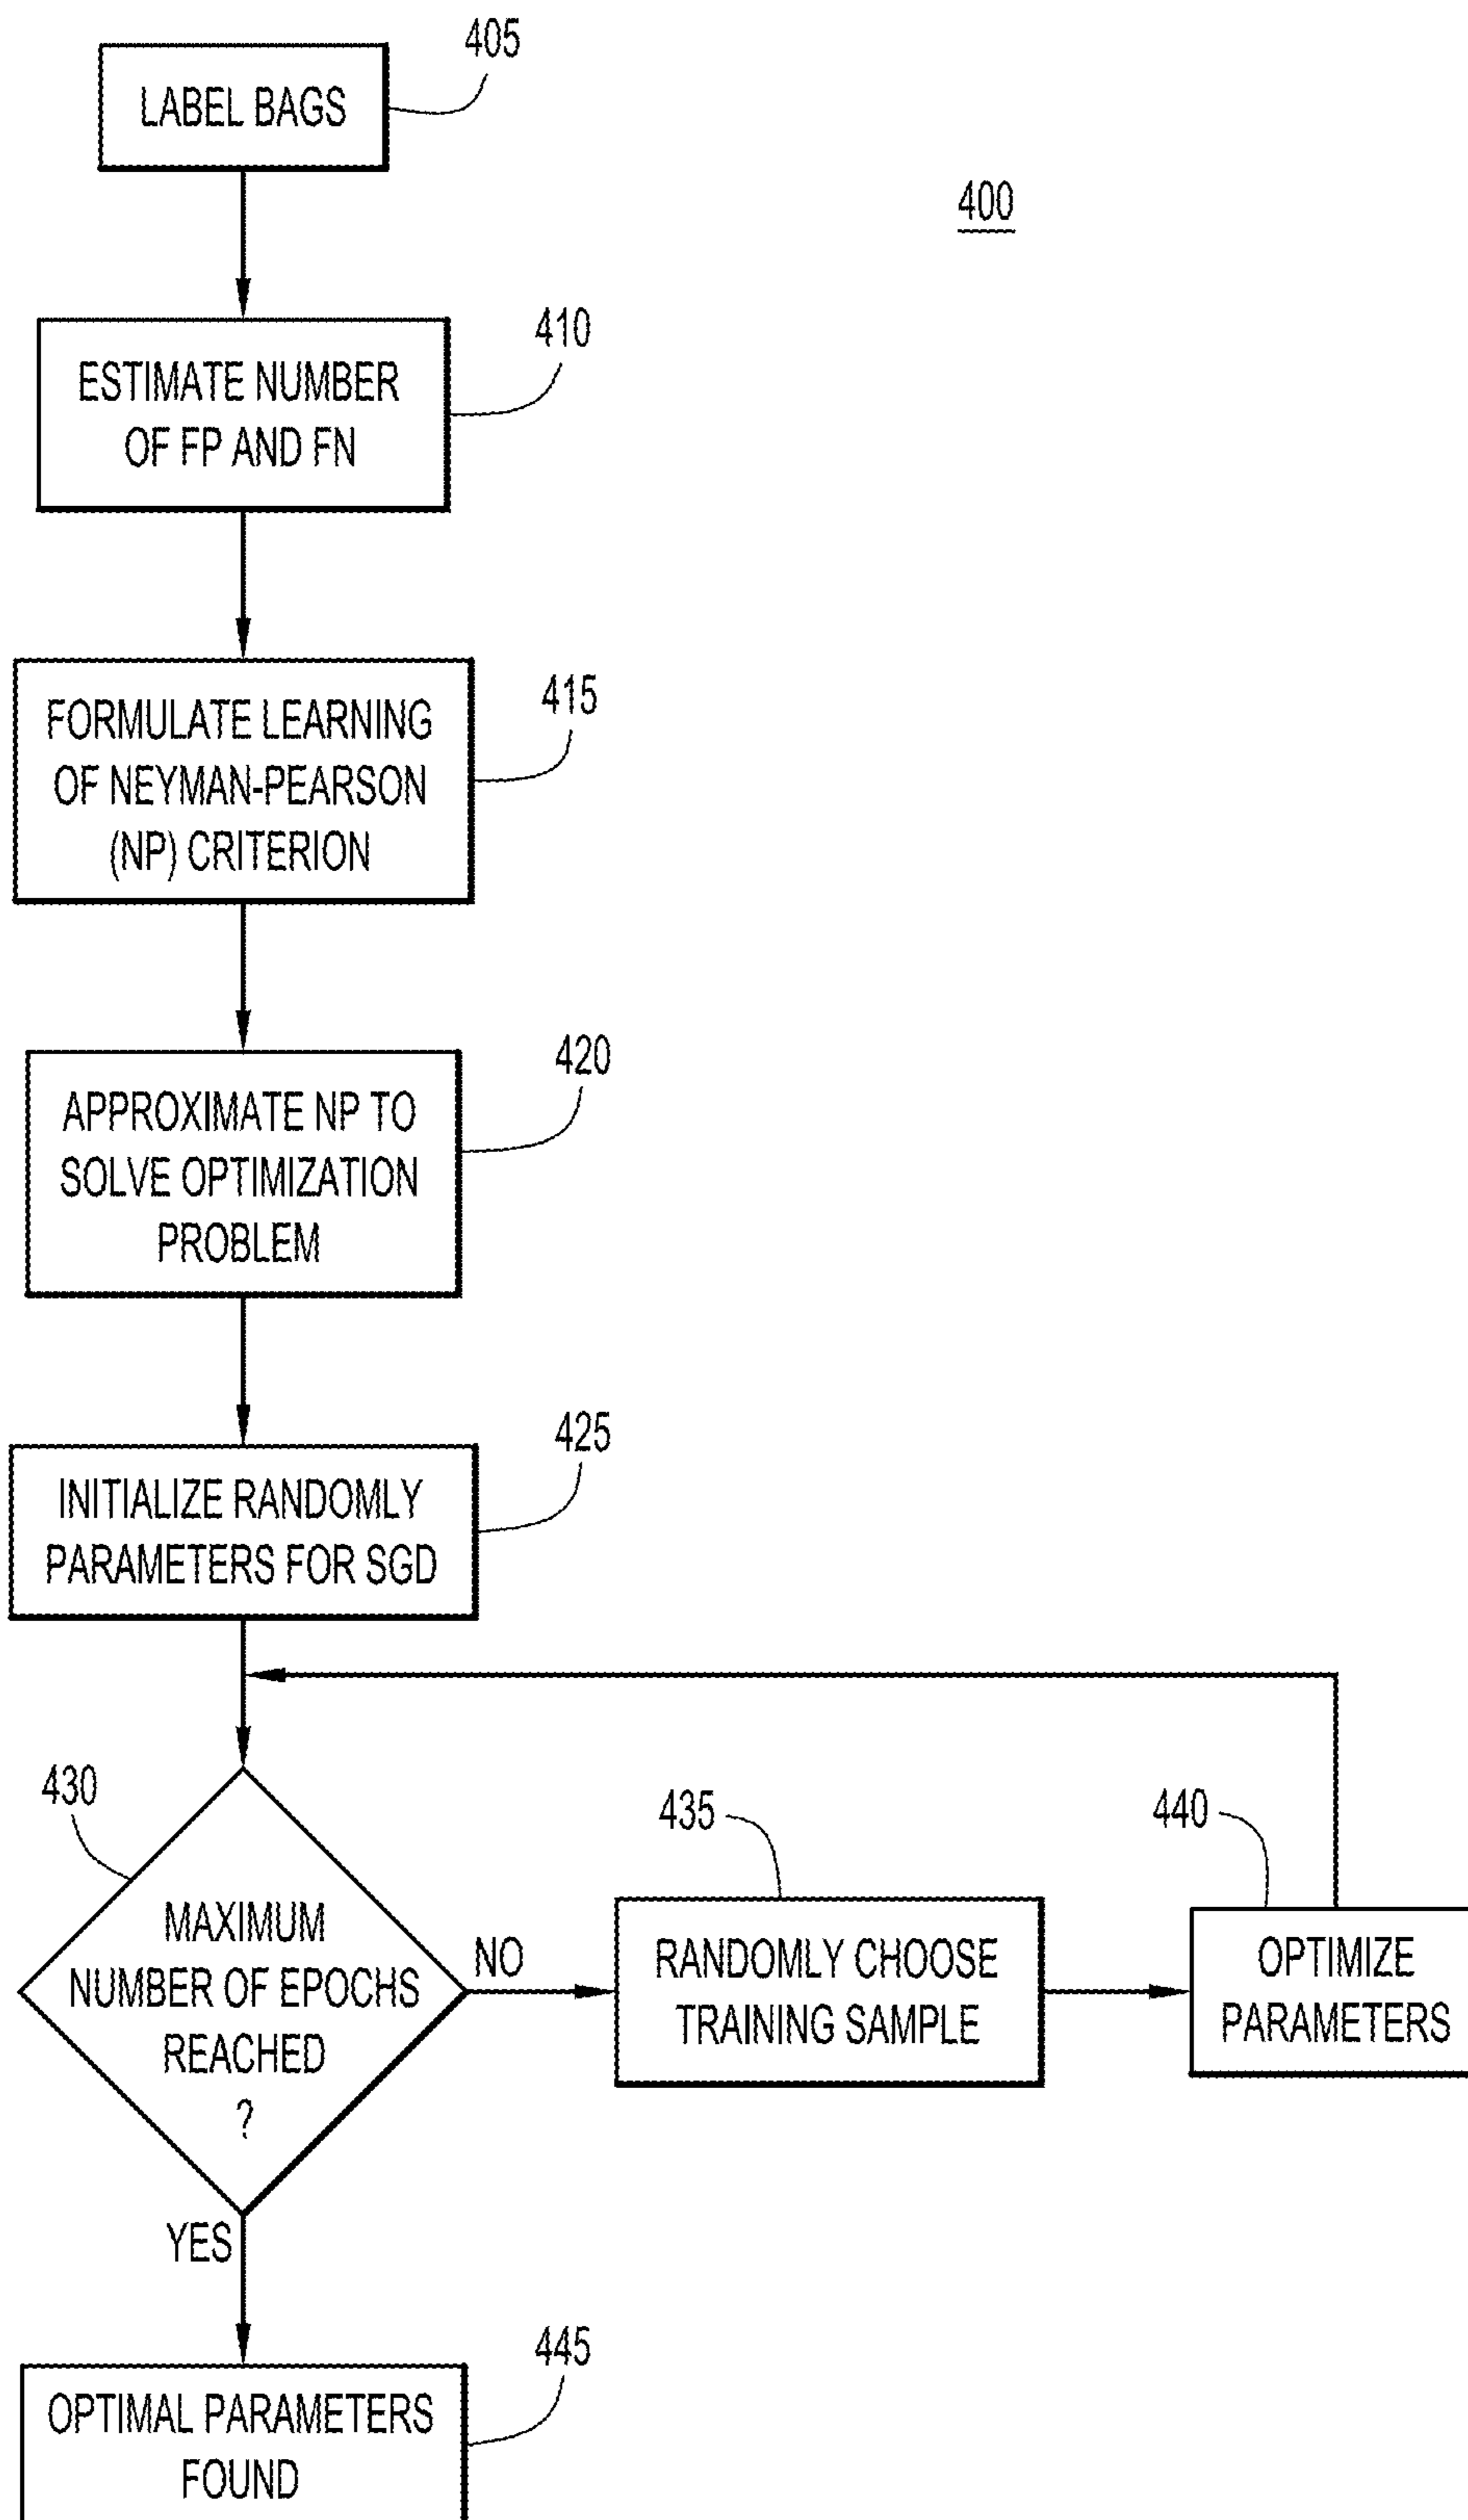 405
LABEL BAGS
400
410
ESTIMATE NUMBER
OF FP AND FN
415
FORMULATE LEARNING
OF NEYMAN-PEARSON
(NP) CRITERION
420
APPROXIMATE NP TO
SOLVE OPTIMIZATION
PROBLEM
425
INITIALIZE RANDOMLY
PARAMETERS FOR SGD
430
MAXIMUM
NUMBER OF EPOCHS
REACHED
?
NO
435
RANDOMLY CHOOSE
TRAINING SAMPLE
440
OPTIMIZE
PARAMETERS
YES
445
OPTIMAL PARAMETERS
FOUND